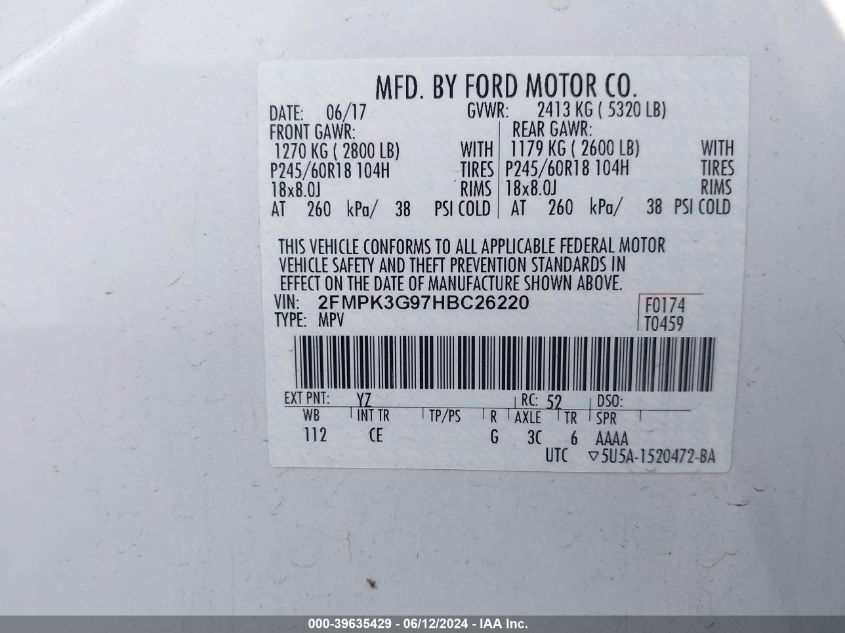 MFD. BY FORD MOTOR CO.
DATE: 06/17 GVWR: 2413 KG ( 5320 LB)
FRONT GAWR: REAR GAWR:
1270 KG ( 2800 LB) WITH 1179 KG ( 2600 LB) WITH
P245/60R18 104H TIRES P245/60R18 104H TIRES
18x8.0J RIMS 18x8.0J RIMS
AT 260 kPa/ 38 PSI COLD AT 260 kPa/ 38 PSI COLD
THIS VEHICLE CONFORMS TO ALL APPLICABLE FEDERAL MOTOR
VEHICLE SAFETY AND THEFT PREVENTION STANDARDS IN
EFFECT ON THE DATE OF MANUFACTURE SHOWN ABOVE.
VIN: 2FMPK3G97HBC26220 F0174
TYPE: MPV T0459
EXT PNT: YZ RC: 52 DSO:
WB INT TR TP/PS R AXLE TR SPR
112 CE G 3C 6 AAAA
UTC ▽5U5A-1520472-BA
000-39635429 - 06/12/2024 - IAA Inc.